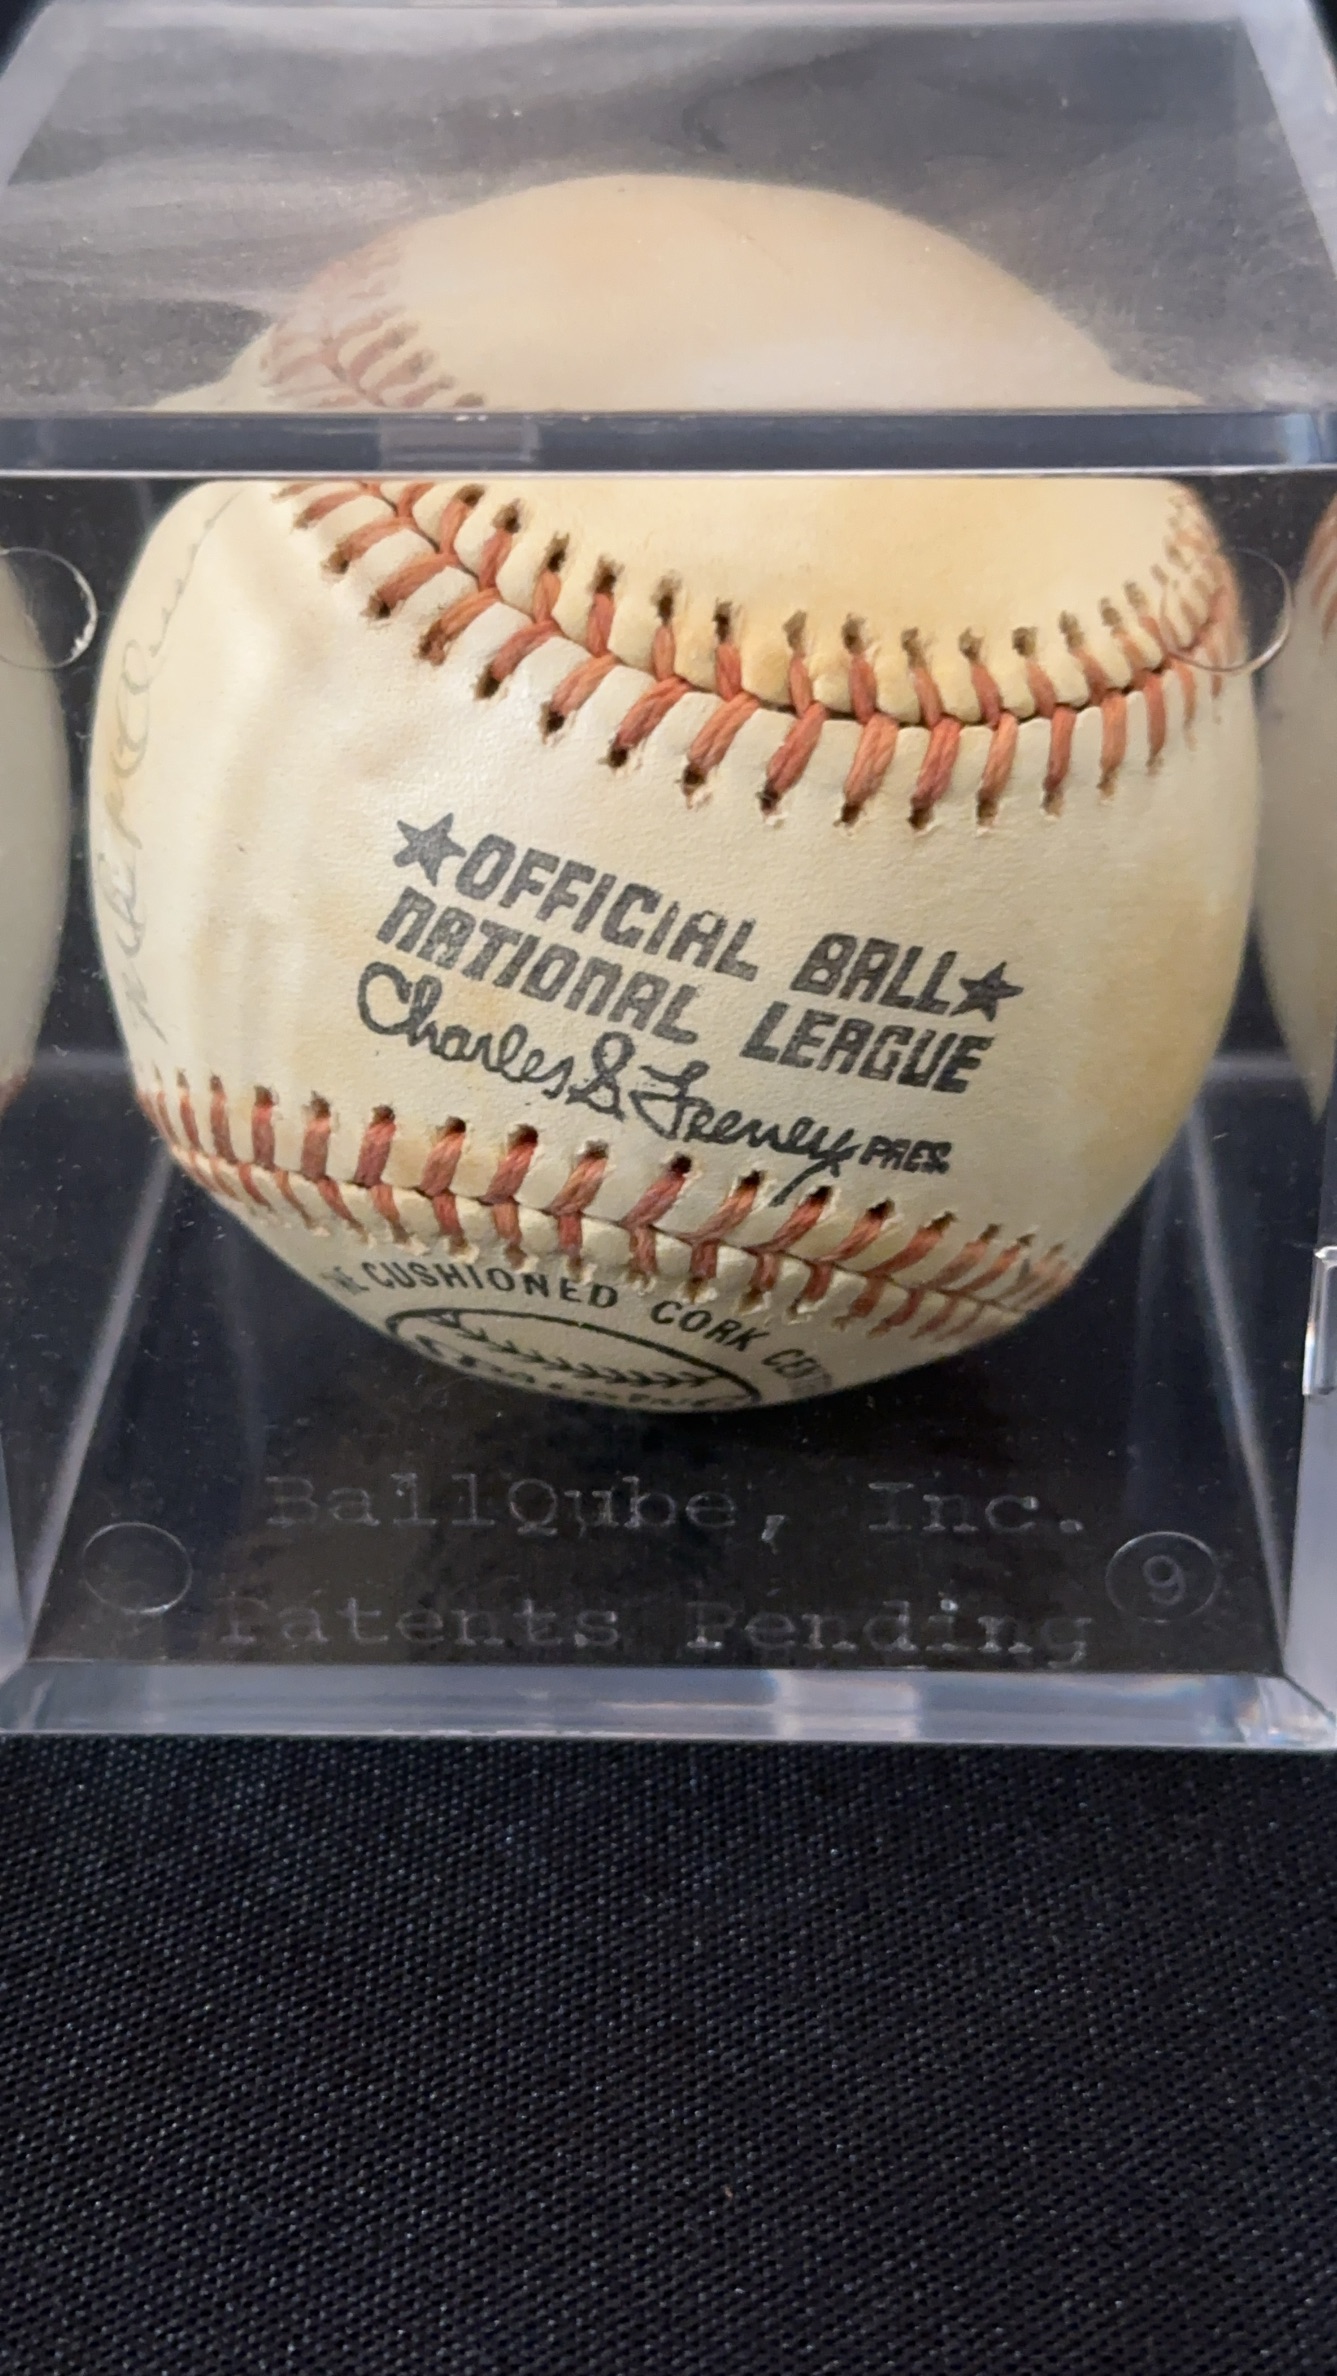 ★OFFICIAL BALL★
NATIONAL LEAGUE
Charles S. Feeney PRES.
CUSHIONED CORK
BallQube, Inc.
Patents Pending
9